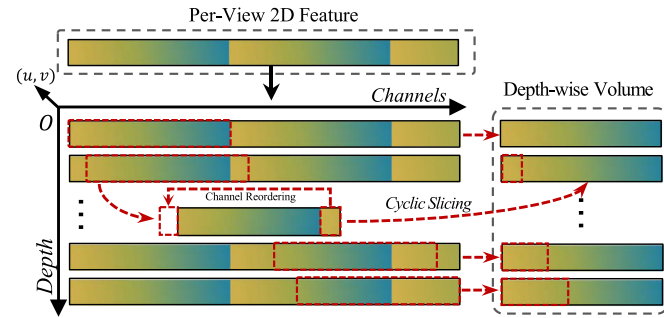 Per-View 2D Feature
(u, v)
Channels
Depth-wise Volume
O
Channel Reordering
Cyclic Slicing
Depth